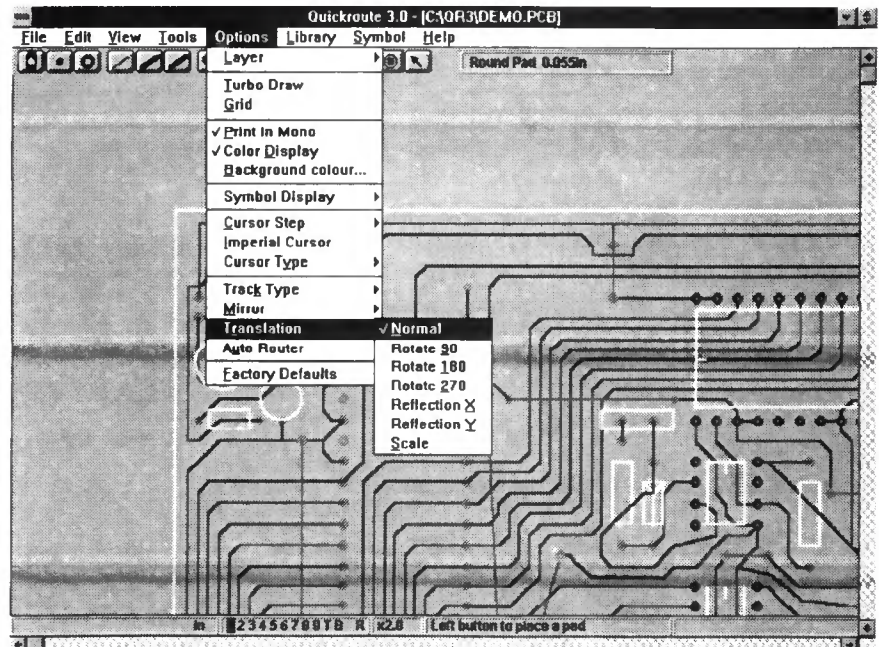 Quickroute 3.0 - [C:\QR3\DEMO.PCB]
File Edit View Tools Options Library Symbol Help
Round Pad 0.055in
Layer
Turbo Draw
Grid
✓ Print in Mono
✓ Color Display
Background colour...
Symbol Display
Cursor Step
Imperial Cursor
Cursor Type
Track Type
Mirror
Translation
Auto Router
Factory Defaults
✓ Normal
Rotate 90
Rotate 180
Rotate 270
Reflection X
Reflection Y
Scale
in 234567 TB R x2.0 Left button to place a pad